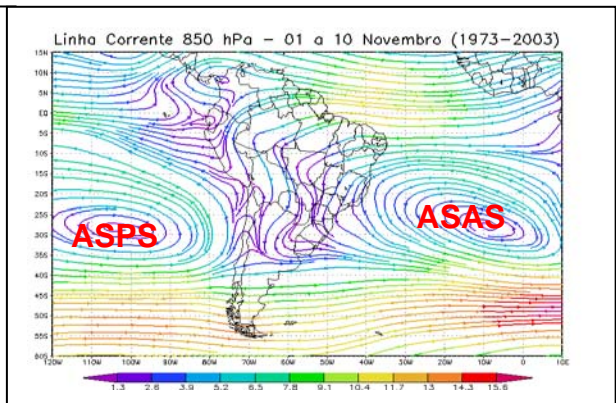 Linha Corrente 850 hPa - 01 a 10 Novembro (1973-2003)
15N
10N
5N
EQ
5S
10S
15S
20S
25S
30S
35S
40S
45S
50S
55S
60S
ASPS
ASAS
120W 110W 100W 90W 80W 70W 60W 50W 40W 30W 20W 10W 0 10E
1.3 2.6 3.9 5.2 6.5 7.8 9.1 10.4 11.7 13 14.3 15.6